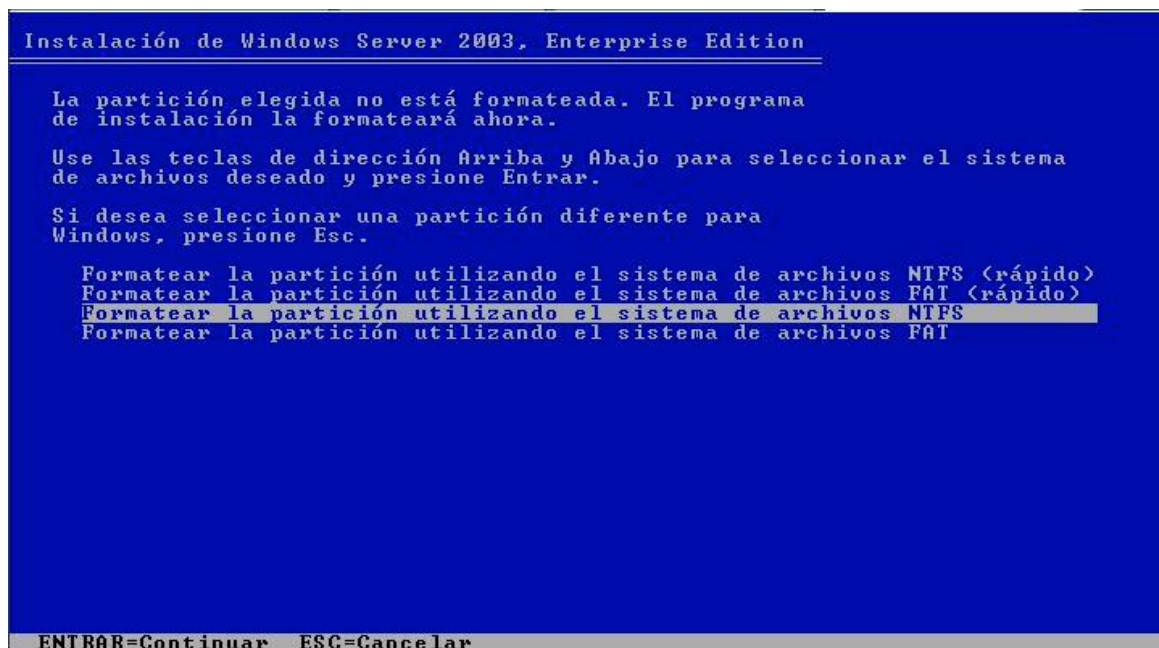 Instalación de Windows Server 2003, Enterprise Edition
La partición elegida no está formateada. El programa
de instalación la formateará ahora.
Use las teclas de dirección Arriba y Abajo para seleccionar el sistema
de archivos deseado y presione Entrar.
Si desea seleccionar una partición diferente para
Windows, presione Esc.
Formatear la partición utilizando el sistema de archivos NTFS (rápido)
Formatear la partición utilizando el sistema de archivos FAT (rápido)
Formatear la partición utilizando el sistema de archivos NTFS
Formatear la partición utilizando el sistema de archivos FAT
ENTRAR=Continuar ESC=Cancelar